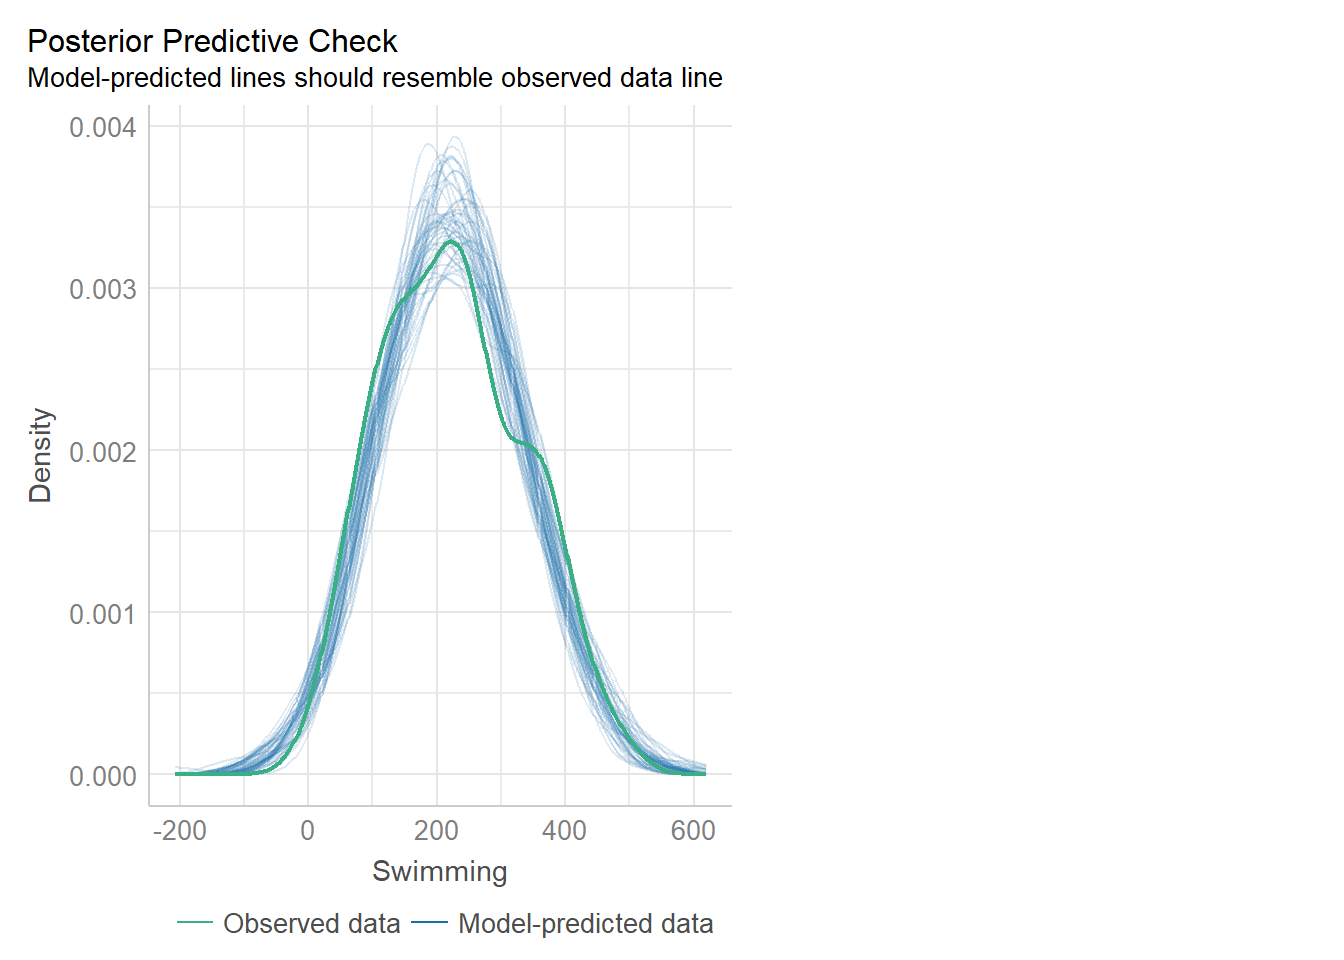 Posterior Predictive Check
Model-predicted lines should resemble observed data line
0.004
0.003
0.002
0.001
0.000
Density
-200 0 200 400 600
Swimming
Observed data Model-predicted data